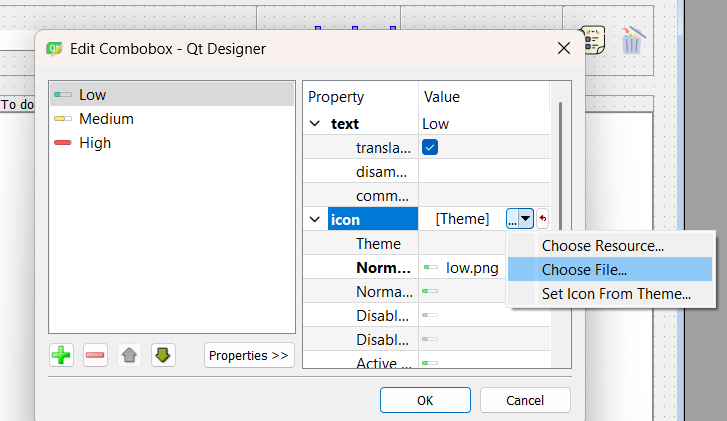 Edit Combobox - Qt Designer
To do
Low
Medium
High
Property Value
text Low
transla...
disam...
comm...
icon [Theme] ...
Theme
Norm... low.png
Norma...
Disabl...
Disabl...
Active ...
Choose Resource...
Choose File...
Set Icon From Theme...
Properties >>
OK Cancel